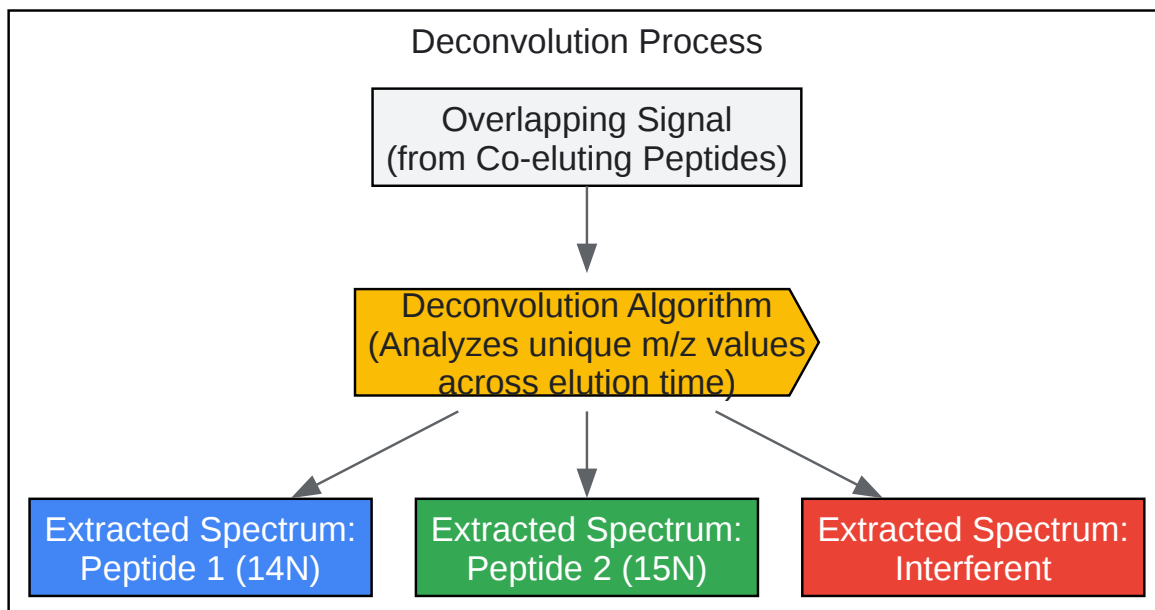 Deconvolution Process
Overlapping Signal
(from Co-eluting Peptides)
Deconvolution Algorithm
(Analyzes unique m/z values
across elution time)
Extracted Spectrum:
Peptide 1 (14N)
Extracted Spectrum:
Peptide 2 (15N)
Extracted Spectrum:
Interferent